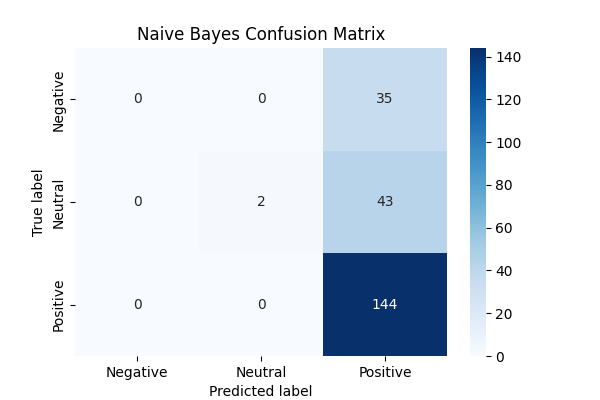 Naive Bayes Confusion Matrix
True label
Negative
0
0
35
Neutral
0
2
43
Positive
0
0
144
Negative
Neutral
Positive
Predicted label
140
120
100
80
60
40
20
0